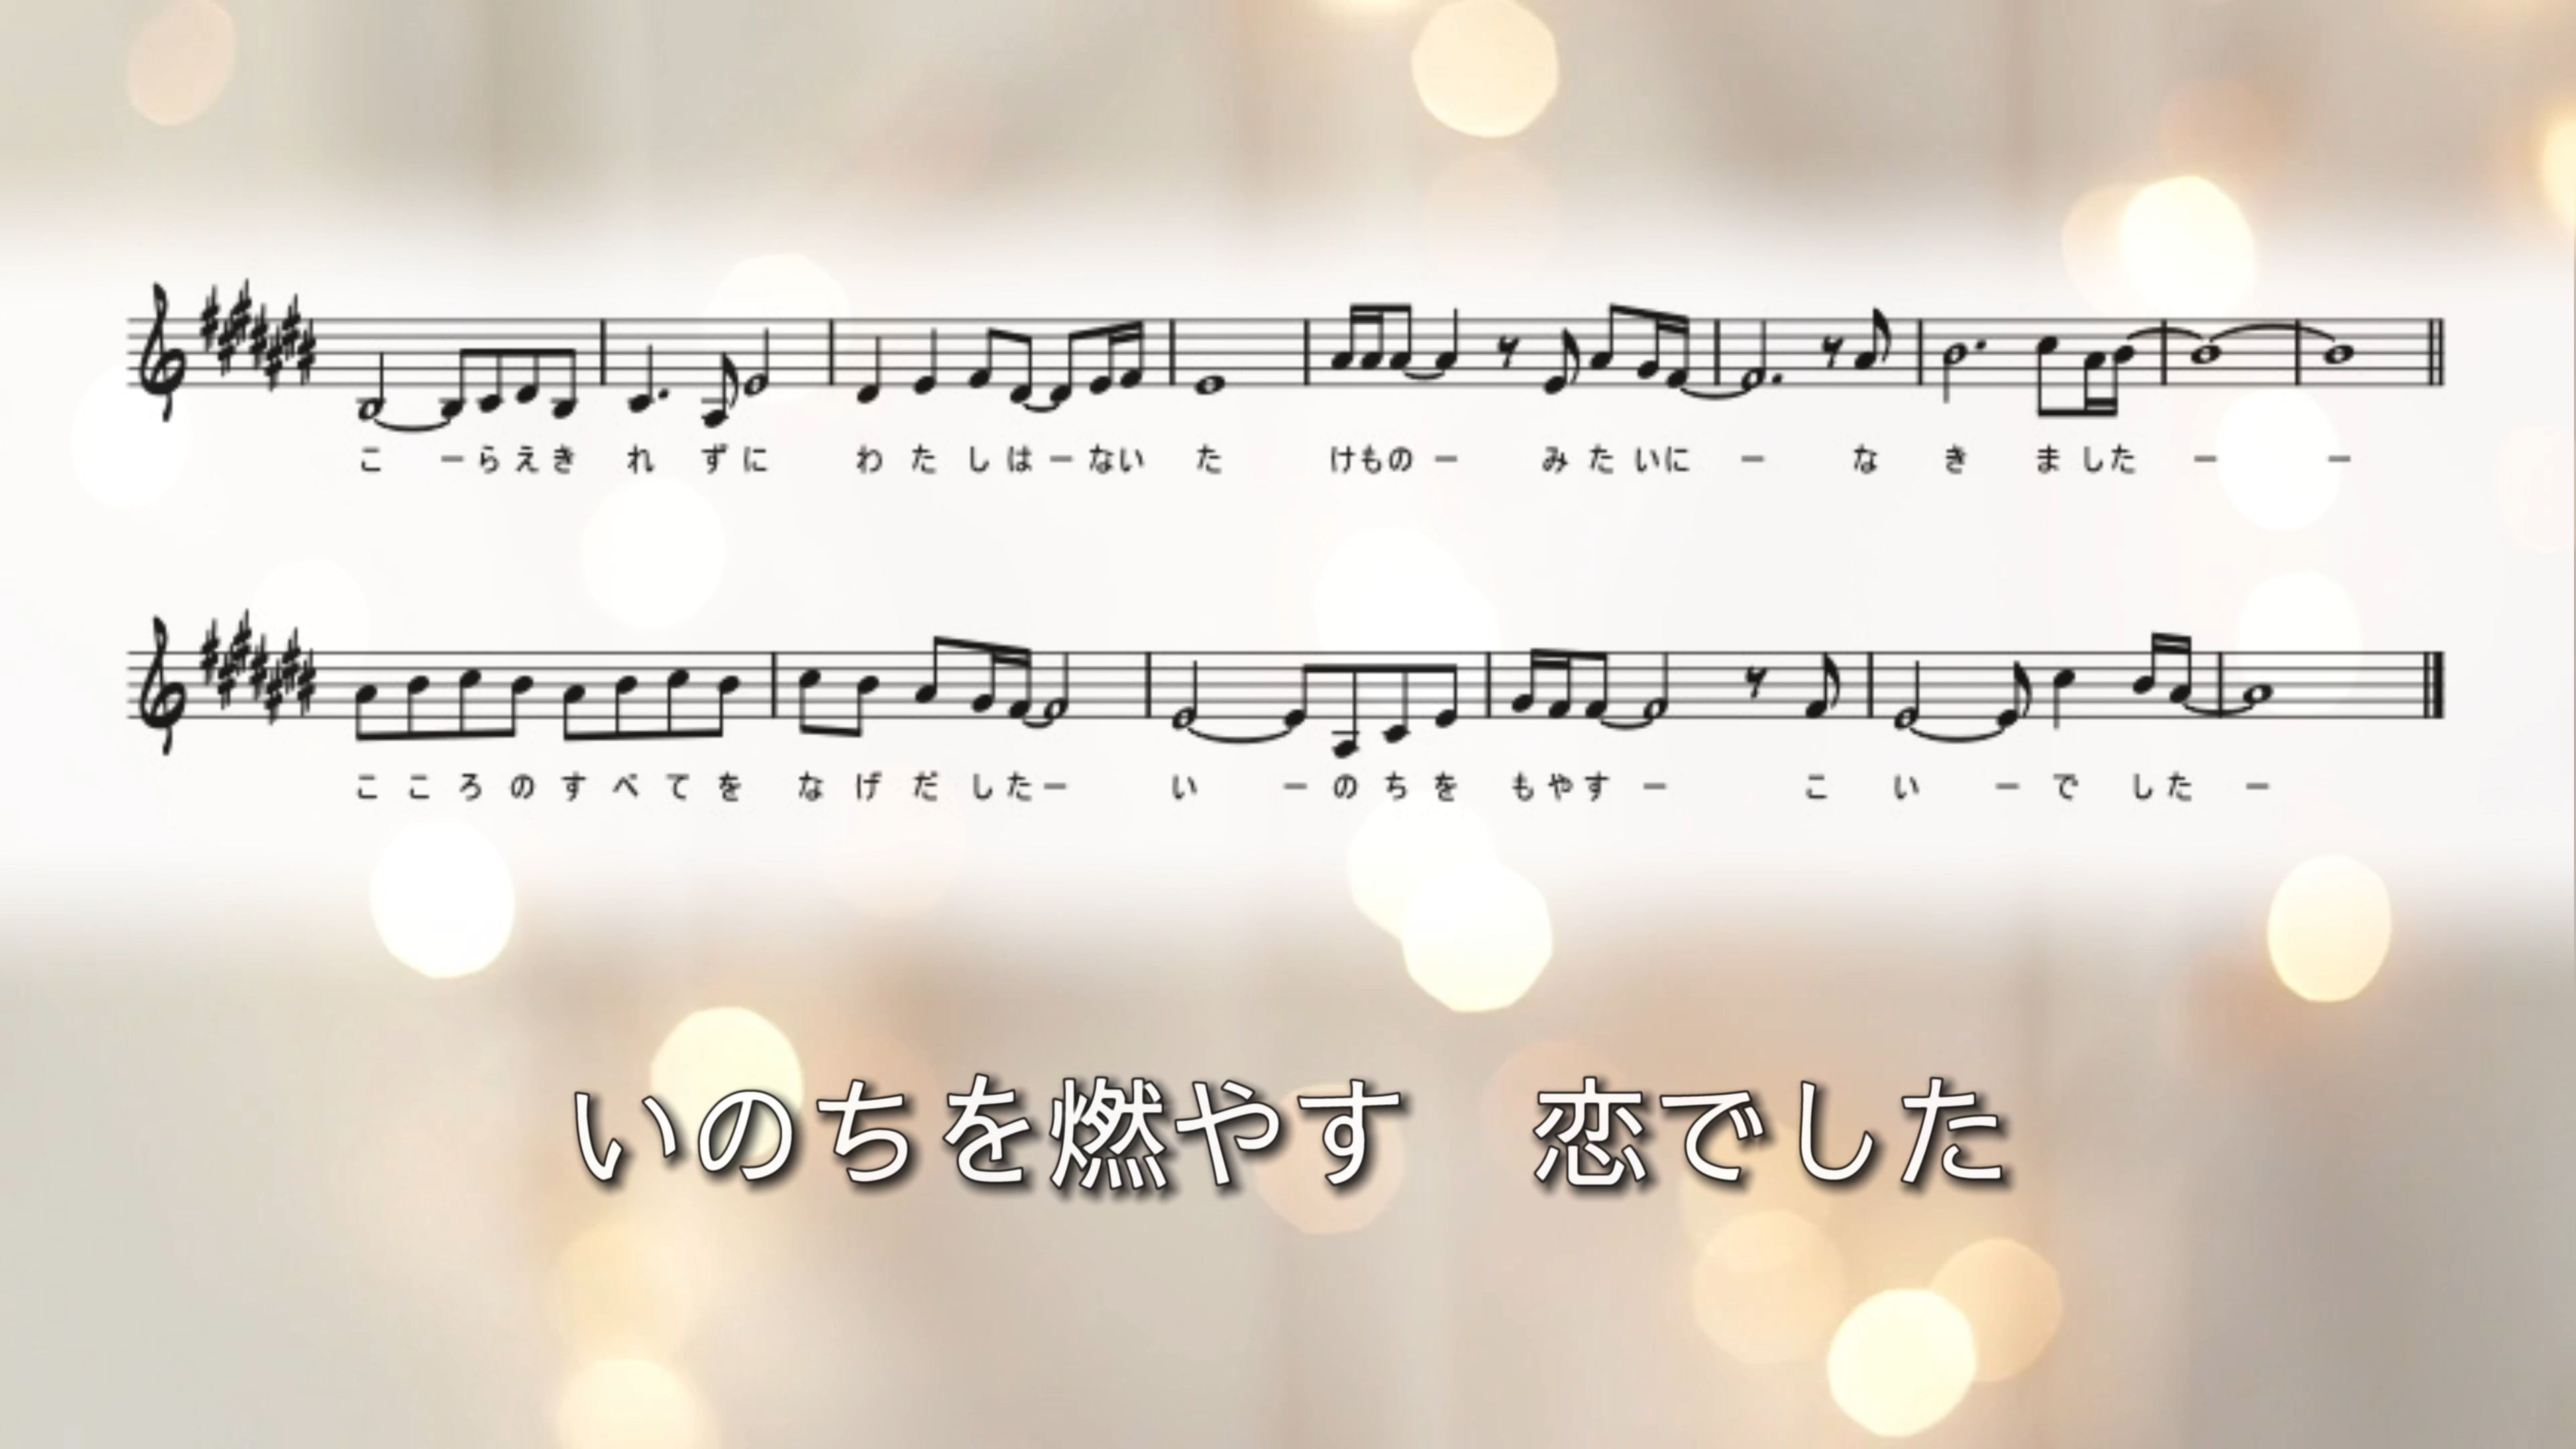 こ ーらえき れ ずに わ た し は ー ない た けもの ー み た いに ー な き ま した ー ー
こ こ ろ の す べ て を な げ だ した ー い ー の ち を もやす ー こ い ー で した ー
いのちを燃やす 恋でした